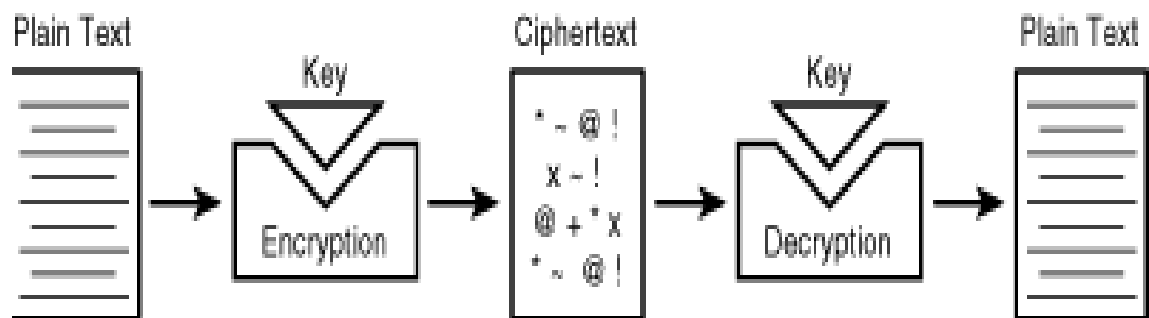 Plain Text
Key
Encryption
Ciphertext
* ~ @ !
x ~ !
@ + * x
* ~ @ !
Key
Decryption
Plain Text